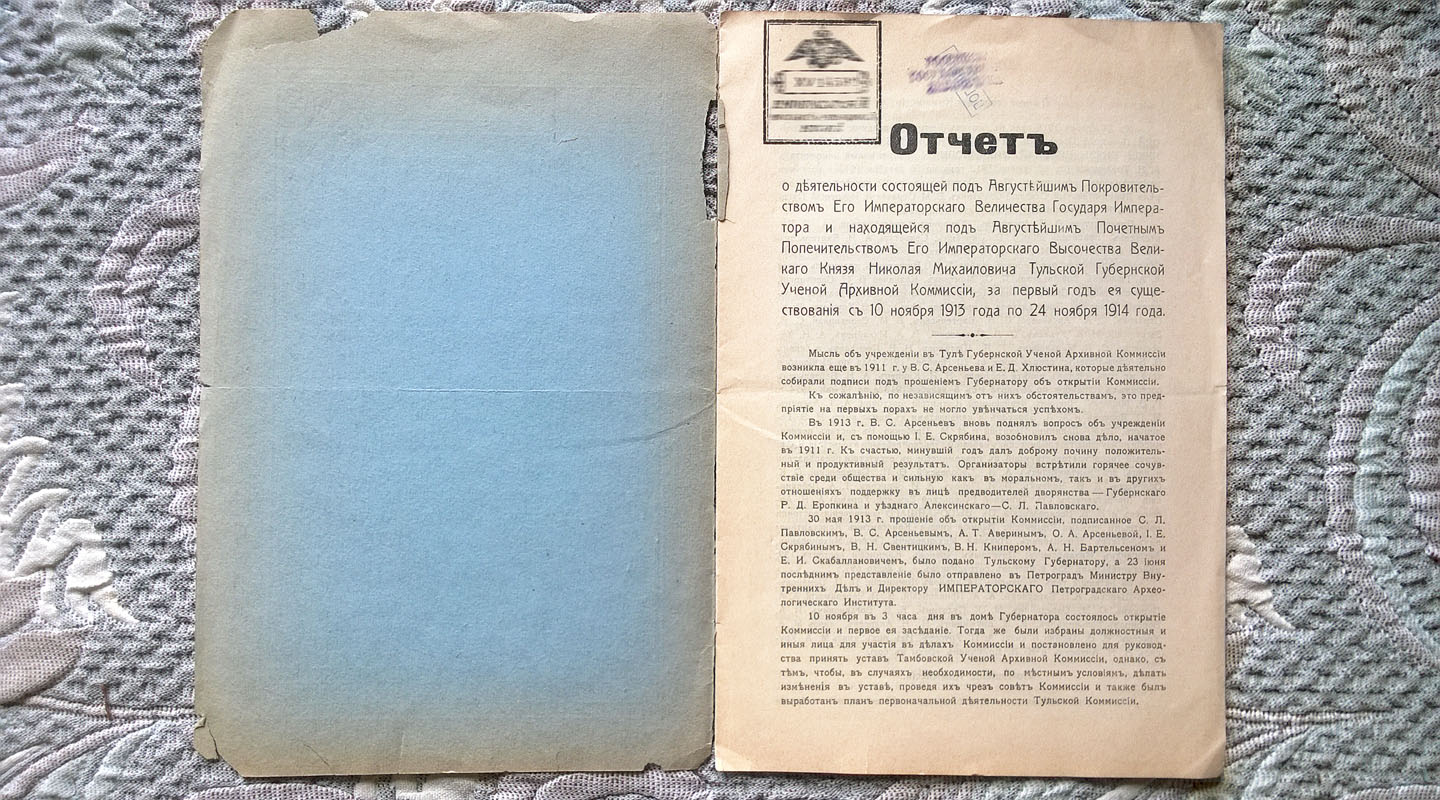 Отчетъ
о дѣятельности состоящей подъ Августѣйшимъ Покровитель-
ствомъ Его Императорскаго Величества Государя Импера-
тора и находящейся подъ Августѣйшимъ Почетнымъ
Попечительствомъ Его Императорскаго Высочества Вели-
каго Князя Николая Михаиловича Тульской Губернской
Ученой Архивной Коммиссіи, за первый годъ ея суще-
ствованія съ 10 ноября 1913 года по 24 ноября 1914 года.
Мысль объ учрежденіи въ Тулѣ Губернской Ученой Архивной Коммиссіи
возникла еще въ 1911 г. у В. С. Арсеньева и Е. Д. Хлюстина, которые дѣятельно
собирали подписи подъ прошеніемъ Губернатору объ открытіи Коммиссіи.
Къ сожалѣнію, по независящимъ отъ нихъ обстоятельствамъ, это пред-
пріятіе на первыхъ порахъ не могло увѣнчаться успѣхомъ.
Въ 1913 г. В. С. Арсеньевъ вновь поднялъ вопросъ объ учрежденіи
Коммиссіи и, съ помощью І. Е. Скрябина, возобновилъ снова дѣло, начатое
въ 1911 г. Къ счастью, минувшій годъ далъ доброму почину положитель-
ный и продуктивный результатъ. Организаторы встрѣтили горячее сочув-
ствіе среди общества и сильную какъ въ моральномъ, такъ и въ другихъ
отношеніяхъ поддержку въ лицѣ предводителей дворянства — Губернскаго
Р. Д. Еропкина и уѣзднаго Алексинскаго—С. Л. Павловскаго.
30 мая 1913 г. прошеніе объ открытіи Коммиссіи, подписанное С. Л.
Павловскимъ, В. С. Арсеньевымъ, А. Т. Аверинымъ, О. А. Арсеньевой, І. Е.
Скрябинымъ, В. Н. Свентицкимъ, В. Н. Книперомъ, А. Н. Бартельсеномъ и
Е. И. Скабаллановичемъ, было подано Тульскому Губернатору, а 23 іюня
послѣднимъ представленіе было отправлено въ Петроградъ Министру Вну-
треннихъ Дѣлъ и Директору ИМПЕРАТОРСКАГО Петроградскаго Архео-
логическаго Института.
10 ноября въ 3 часа дня въ домѣ Губернатора состоялось открытіе
Коммиссіи и первое ея засѣданіе. Тогда же были избраны должностныя и
иныя лица для участія въ дѣлахъ Коммиссіи и постановлено для руковод-
ства принять уставъ Тамбовской Ученой Архивной Коммиссіи, однако, съ
тѣмъ, чтобы, въ случаяхъ необходимости, по мѣстнымъ условіямъ, дѣлать
измѣненія въ уставѣ, проведя ихъ чрезъ совѣтъ Коммиссіи и также былъ
выработанъ планъ первоначальной дѣятельности Тульской Коммиссіи.